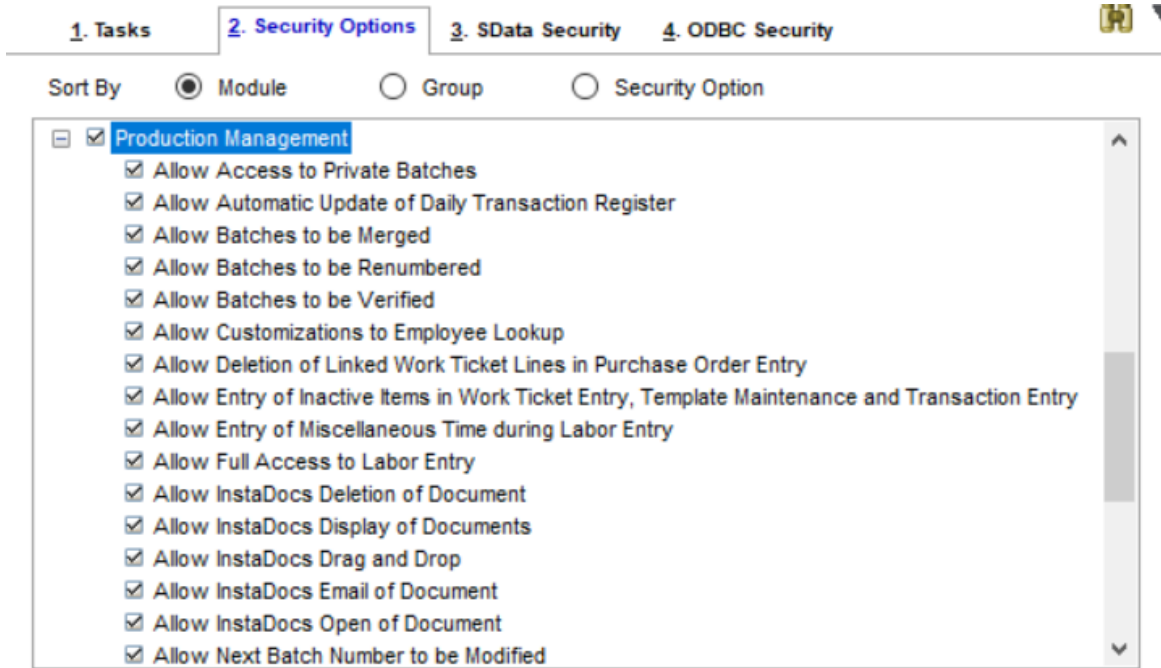 1. Tasks 2. Security Options 3. SData Security 4. ODBC Security
Sort By Module Group Security Option
Production Management
Allow Access to Private Batches
Allow Automatic Update of Daily Transaction Register
Allow Batches to be Merged
Allow Batches to be Renumbered
Allow Batches to be Verified
Allow Customizations to Employee Lookup
Allow Deletion of Linked Work Ticket Lines in Purchase Order Entry
Allow Entry of Inactive Items in Work Ticket Entry, Template Maintenance and Transaction Entry
Allow Entry of Miscellaneous Time during Labor Entry
Allow Full Access to Labor Entry
Allow InstaDocs Deletion of Document
Allow InstaDocs Display of Documents
Allow InstaDocs Drag and Drop
Allow InstaDocs Email of Document
Allow InstaDocs Open of Document
Allow Next Batch Number to be Modified